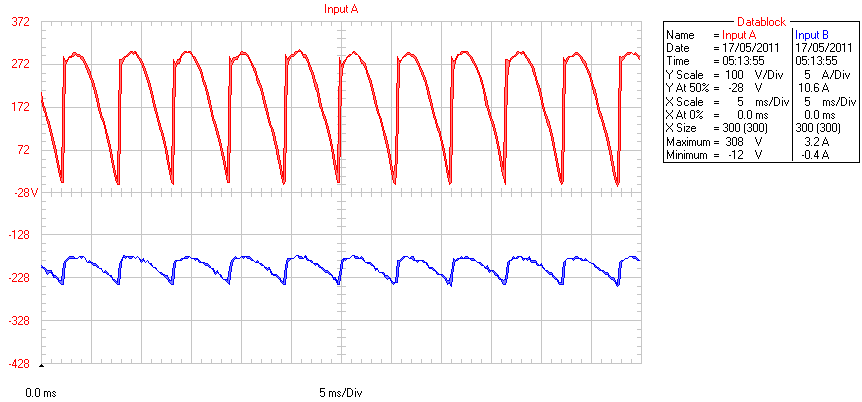 Input A
372
272
172
72
-28V
-128
-228
-328
-428
0.0 ms
5 ms/Div
Datablock
Name = Input A Input B
Date = 17/05/2011 17/05/2011
Time = 05:13:55 05:13:55
Y Scale = 100 V/Div 5 A/Div
Y At 50% = -28 V 10.6 A
X Scale = 5 ms/Div 5 ms/Div
X At 0% = 0.0 ms 0.0 ms
X Size = 300 (300) 300 (300)
Maximum = 308 V 3.2 A
Minimum = -12 V -0.4 A